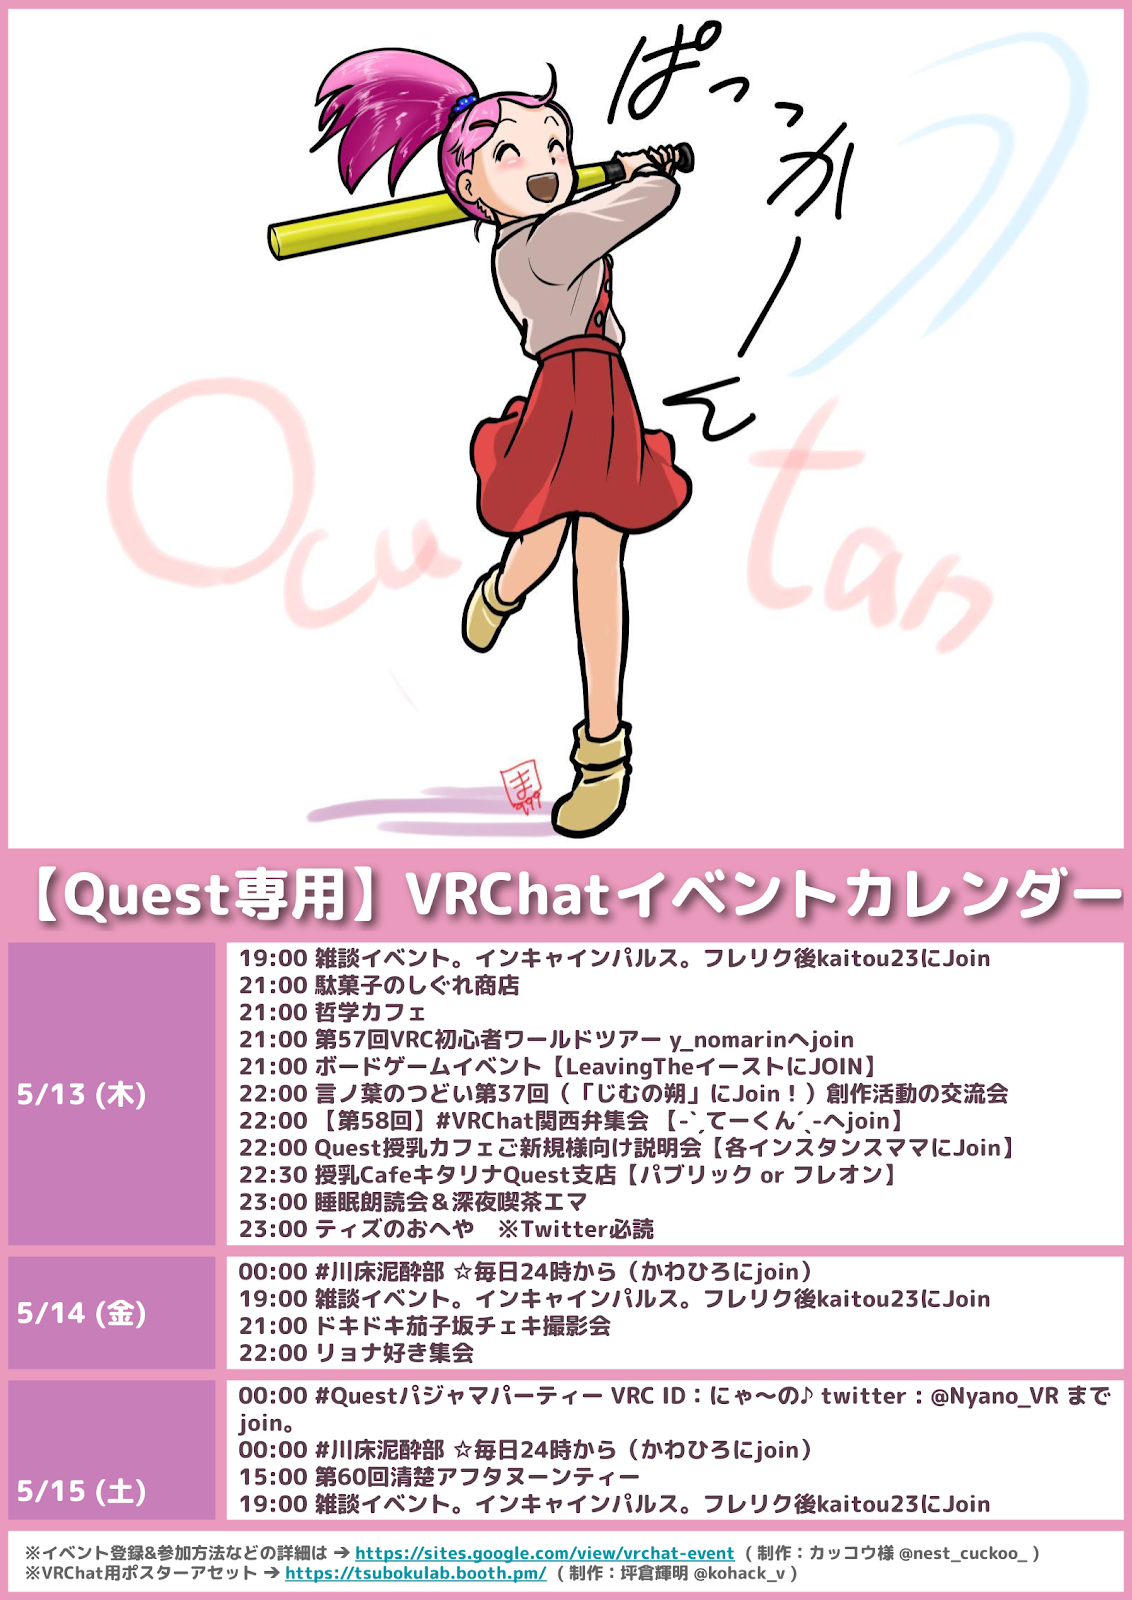 ぱっっかーーん
Ocu tan
ま
999
【Quest専用】VRChatイベントカレンダー
5/13 (木)
19:00 雑談イベント。インキャインパルス。フレリク後kaitou23にJoin
21:00 駄菓子のしぐれ商店
21:00 哲学カフェ
21:00 第57回VRC初心者ワールドツアー y_nomarinへjoin
21:00 ボードゲームイベント【LeavingTheイーストにJOIN】
22:00 言ノ葉のつどい第37回（「じむの朔」にJoin！）創作活動の交流会
22:00 【第58回】#VRChat関西弁集会 【-`ˏてーくん´ˎ-へjoin】
22:00 Quest授乳カフェご新規様向け説明会【各インスタンスママにJoin】
22:30 授乳CafeキタリナQuest支店【パブリック or フレオン】
23:00 睡眠朗読会＆深夜喫茶エマ
23:00 ティズのおへや　※Twitter必読
5/14 (金)
00:00 #川床泥酔部 ☆毎日24時から（かわひろにjoin）
19:00 雑談イベント。インキャインパルス。フレリク後kaitou23にJoin
21:00 ドキドキ茄子坂チェキ撮影会
22:00 リョナ好き集会
5/15 (土)
00:00 #Questパジャマパーティー VRC ID：にゃ～の♪ twitter : @Nyano_VR まで
join。
00:00 #川床泥酔部 ☆毎日24時から（かわひろにjoin）
15:00 第60回清楚アフタヌーンティー
19:00 雑談イベント。インキャインパルス。フレリク後kaitou23にJoin
※イベント登録&参加方法などの詳細は ➔ https://sites.google.com/view/vrchat-event （ 制作：カッコウ様 @nest_cuckoo_ ）
※VRChat用ポスターアセット ➔ https://tsubokulab.booth.pm/ （ 制作：坪倉輝明 @kohack_v ）